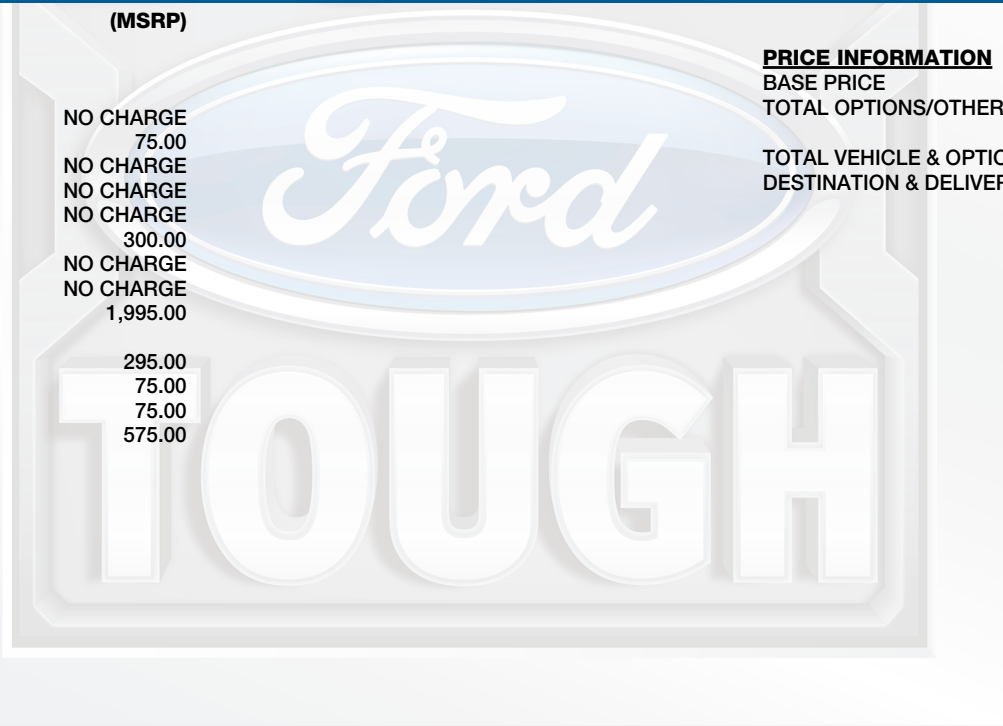 (MSRP)
NO CHARGE
75.00
NO CHARGE
NO CHARGE
NO CHARGE
300.00
NO CHARGE
NO CHARGE
1,995.00
295.00
75.00
75.00
575.00
PRICE INFORMATION
BASE PRICE
TOTAL OPTIONS/OTHER
TOTAL VEHICLE & OPTIO
DESTINATION & DELIVER
Ford
TOUGH